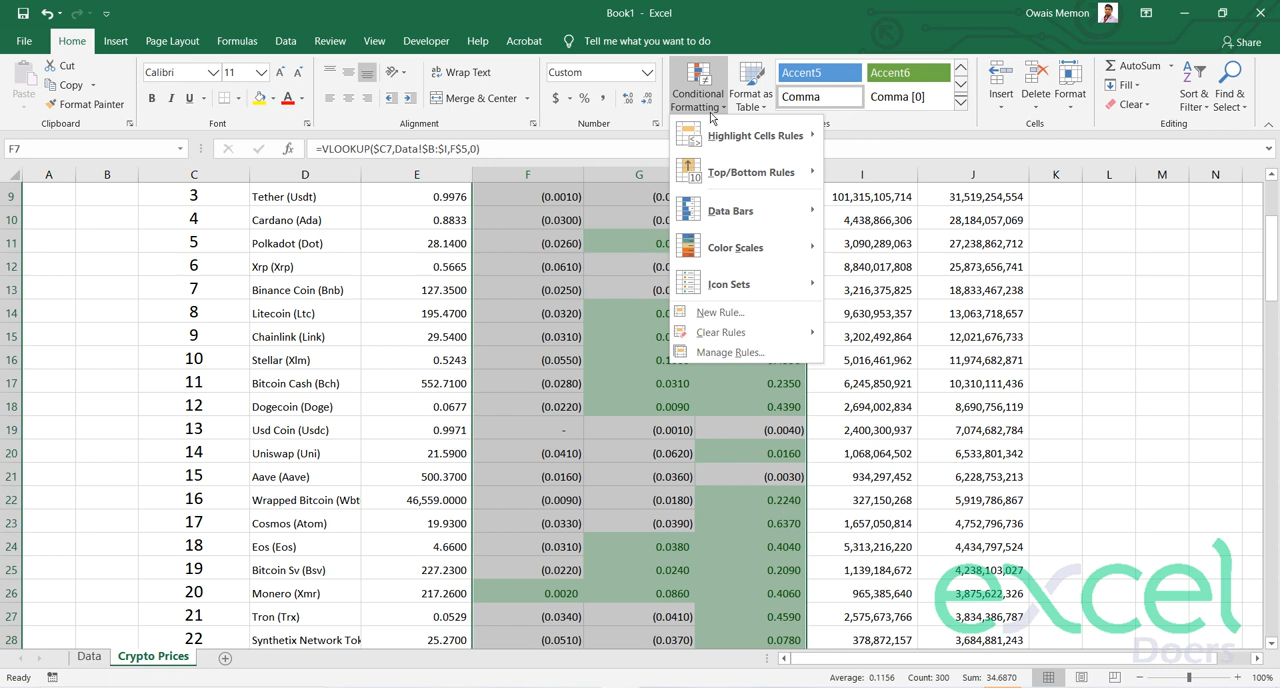 Book1 - Excel
Owais Memon
File Home Insert Page Layout Formulas Data Review View Developer Help Acrobat Tell me what you want to do Share
Paste
Cut
Copy
Format Painter
Clipboard
Calibri 11
B I U
Font
Wrap Text
Merge & Center
Alignment
Custom
$ % ,
Number
Conditional Formatting
Format as Table
Accent5 Accent6
Comma Comma [0]
Insert Delete Format
Cells
AutoSum
Fill
Clear
Sort & Filter
Find & Select
Editing
F7 =VLOOKUP($C7,Data!$B:$I,F$5,0)
Highlight Cells Rules
Top/Bottom Rules
Data Bars
Color Scales
Icon Sets
New Rule...
Clear Rules
Manage Rules...
A B C D E F G I J K L M N
9 3 Tether (Usdt) 0.9976 (0.0010) 101,315,105,714 31,519,254,554
10 4 Cardano (Ada) 0.8833 (0.0300) 4,438,866,306 28,184,057,069
11 5 Polkadot (Dot) 28.1400 (0.0260) 3,090,289,063 27,238,862,712
12 6 Xrp (Xrp) 0.5665 (0.0610) 8,840,017,808 25,873,656,741
13 7 Binance Coin (Bnb) 127.3500 (0.0250) 3,216,375,825 18,833,467,238
14 8 Litecoin (Ltc) 195.4700 (0.0320) 9,630,953,357 13,063,718,657
15 9 Chainlink (Link) 29.5400 (0.0310) 3,202,492,864 12,021,676,733
16 10 Stellar (Xlm) 0.5243 (0.0550) 5,016,461,962 11,974,682,871
17 11 Bitcoin Cash (Bch) 552.7100 (0.0280) 0.0310 0.2350 6,245,850,921 10,310,111,436
18 12 Dogecoin (Doge) 0.0677 (0.0220) 0.0090 0.4390 2,694,002,834 8,690,756,119
19 13 Usd Coin (Usdc) 0.9971 - (0.0010) (0.0040) 2,400,300,937 7,074,682,784
20 14 Uniswap (Uni) 21.5900 (0.0410) (0.0620) 0.0160 1,068,064,502 6,533,801,342
21 15 Aave (Aave) 500.3700 (0.0160) (0.0360) (0.0030) 934,297,452 6,228,753,213
22 16 Wrapped Bitcoin (Wbt 46,559.0000 (0.0090) (0.0180) 0.2240 327,150,268 5,919,786,867
23 17 Cosmos (Atom) 19.9300 (0.0330) (0.0390) 0.6370 1,657,050,814 4,752,796,736
24 18 Eos (Eos) 4.6600 (0.0310) 0.0380 0.4040 5,313,216,220 4,434,797,524
25 19 Bitcoin Sv (Bsv) 227.2300 (0.0220) 0.0240 0.2090 1,139,184,672 4,238,103,027
26 20 Monero (Xmr) 217.2600 0.0020 0.0860 0.4060 965,385,640 3,875,622,326
27 21 Tron (Trx) 0.0529 (0.0340) (0.0410) 0.4590 2,575,673,766 3,834,386,787
28 22 Synthetix Network Tok 25.2700 (0.0510) (0.0370) 0.0780 378,872,157 3,684,881,243
excel
Doers
Data Crypto Prices
Ready Average: 0.1156 Count: 300 Sum: 34.6870 100%